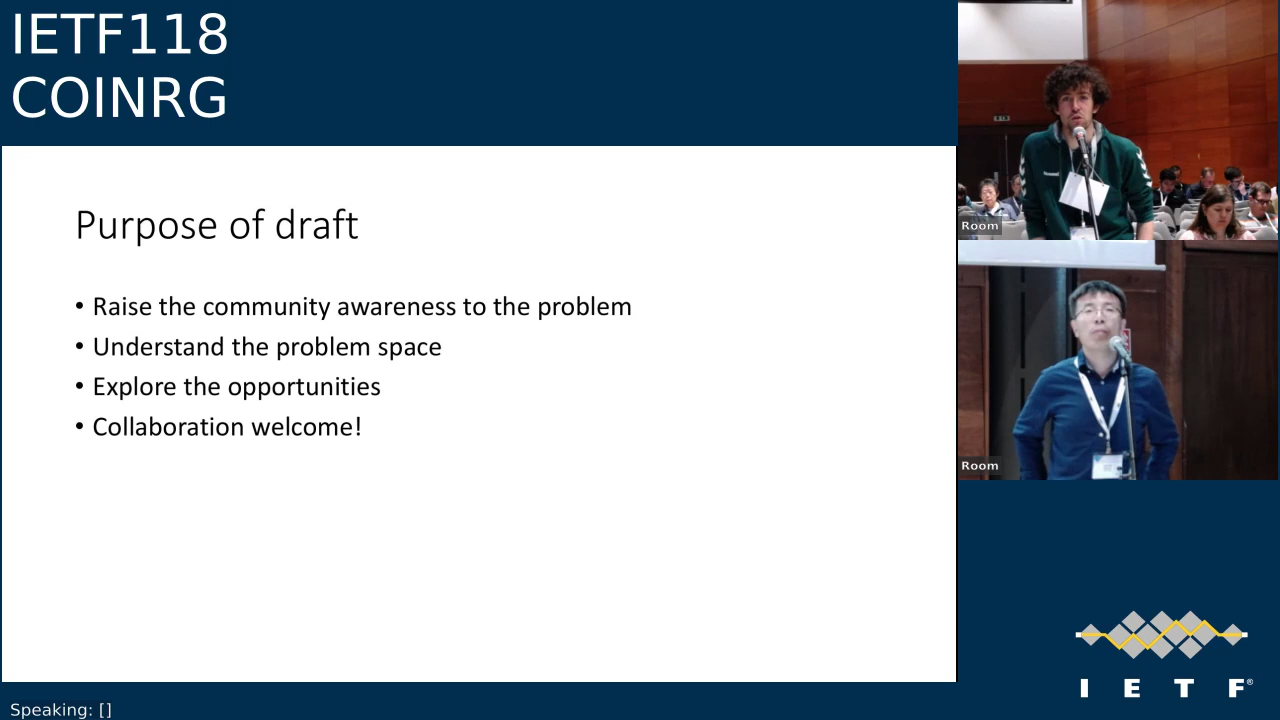 IETF118
COINRG
Purpose of draft
• Raise the community awareness to the problem
• Understand the problem space
• Explore the opportunities
• Collaboration welcome!
Room
Room
I E T F®
Speaking: []